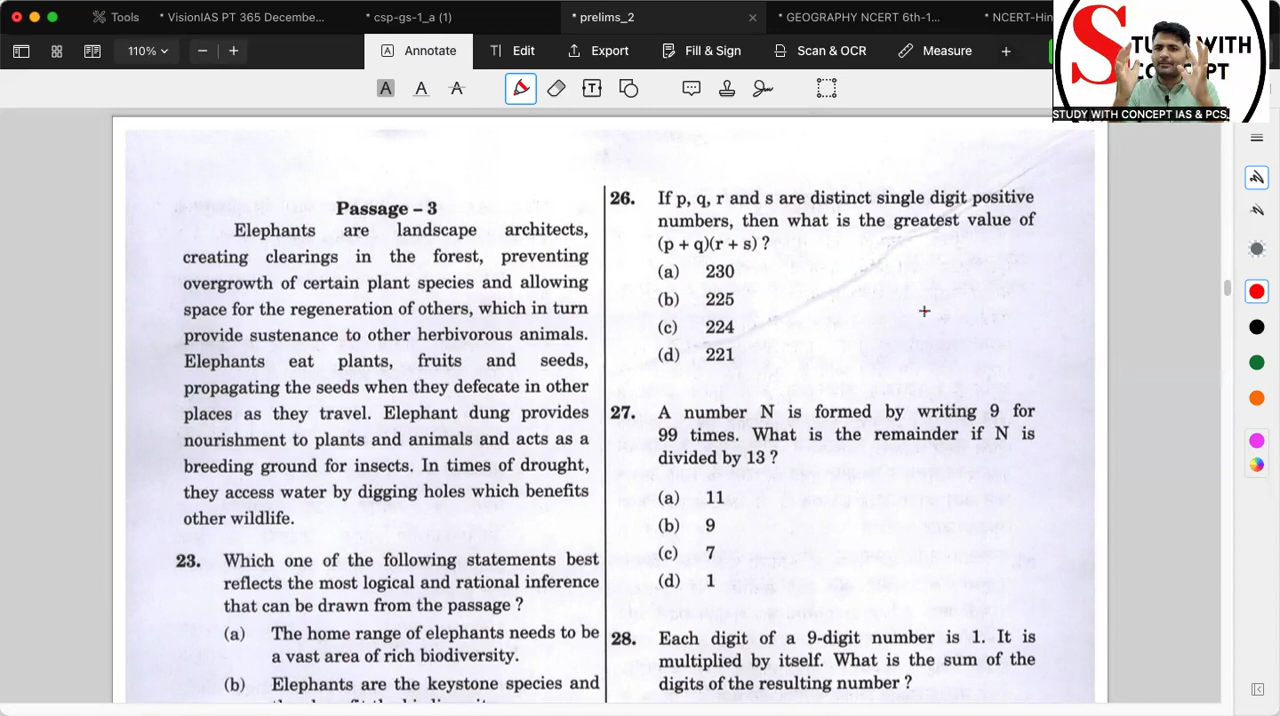 Tools
* VisionIAS PT 365 Decembe...
* csp-gs-1_a (1)
* prelims_2
* GEOGRAPHY NCERT 6th-1...
* NCERT-Hin
110%
Annotate
Edit
Export
Fill & Sign
Scan & OCR
Measure
STUDY WITH
CONCEPT
STUDY WITH CONCEPT IAS & PCS
Passage – 3
Elephants are landscape architects,
creating clearings in the forest, preventing
overgrowth of certain plant species and allowing
space for the regeneration of others, which in turn
provide sustenance to other herbivorous animals.
Elephants eat plants, fruits and seeds,
propagating the seeds when they defecate in other
places as they travel. Elephant dung provides
nourishment to plants and animals and acts as a
breeding ground for insects. In times of drought,
they access water by digging holes which benefits
other wildlife.
23. Which one of the following statements best
reflects the most logical and rational inference
that can be drawn from the passage ?
(a) The home range of elephants needs to be
a vast area of rich biodiversity.
(b) Elephants are the keystone species and
26. If p, q, r and s are distinct single digit positive
numbers, then what is the greatest value of
(p + q)(r + s) ?
(a) 230
(b) 225
(c) 224
(d) 221
27. A number N is formed by writing 9 for
99 times. What is the remainder if N is
divided by 13 ?
(a) 11
(b) 9
(c) 7
(d) 1
28. Each digit of a 9-digit number is 1. It is
multiplied by itself. What is the sum of the
digits of the resulting number ?